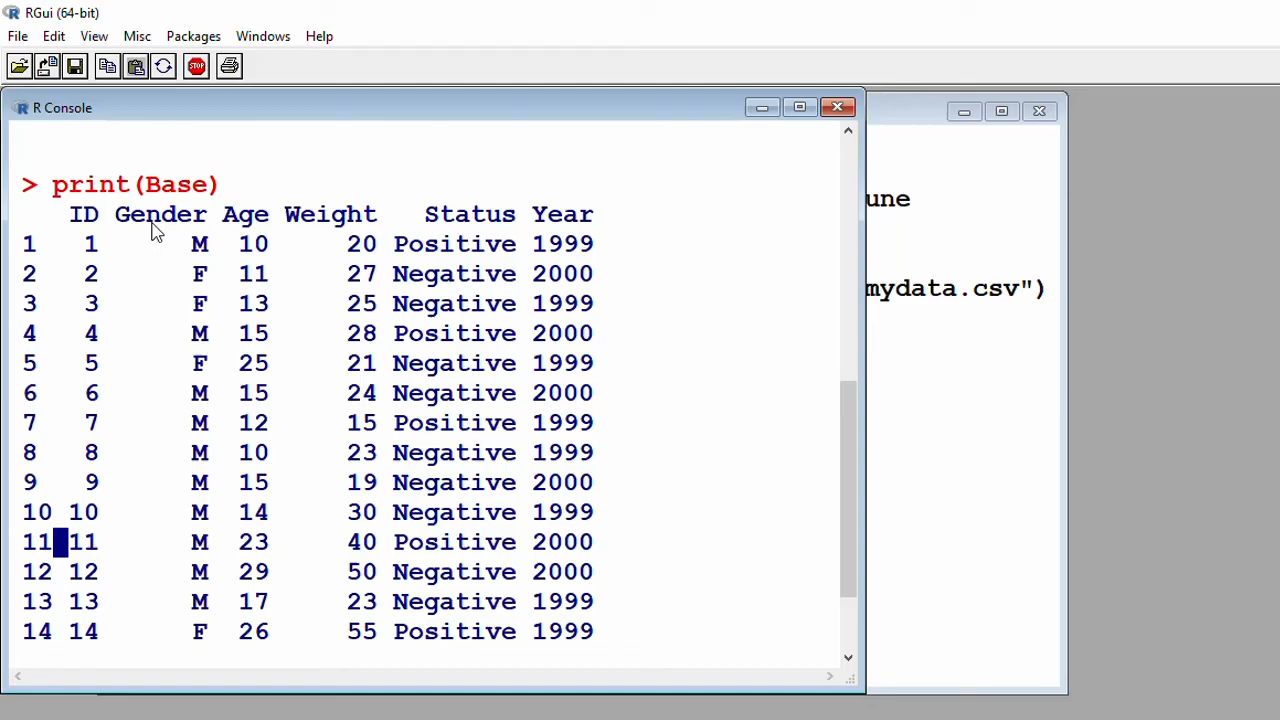 RGui (64-bit)
File Edit View Misc Packages Windows Help
STOP
R Console
> print(Base)
ID Gender Age Weight Status Year
1 1 M 10 20 Positive 1999
2 2 F 11 27 Negative 2000
3 3 F 13 25 Negative 1999
4 4 M 15 28 Positive 2000
5 5 F 25 21 Negative 1999
6 6 M 15 24 Negative 2000
7 7 M 12 15 Positive 1999
8 8 M 10 23 Negative 1999
9 9 M 15 19 Negative 2000
10 10 M 14 30 Negative 1999
11 11 M 23 40 Positive 2000
12 12 M 29 50 Negative 2000
13 13 M 17 23 Negative 1999
14 14 F 26 55 Positive 1999
une
mydata.csv")